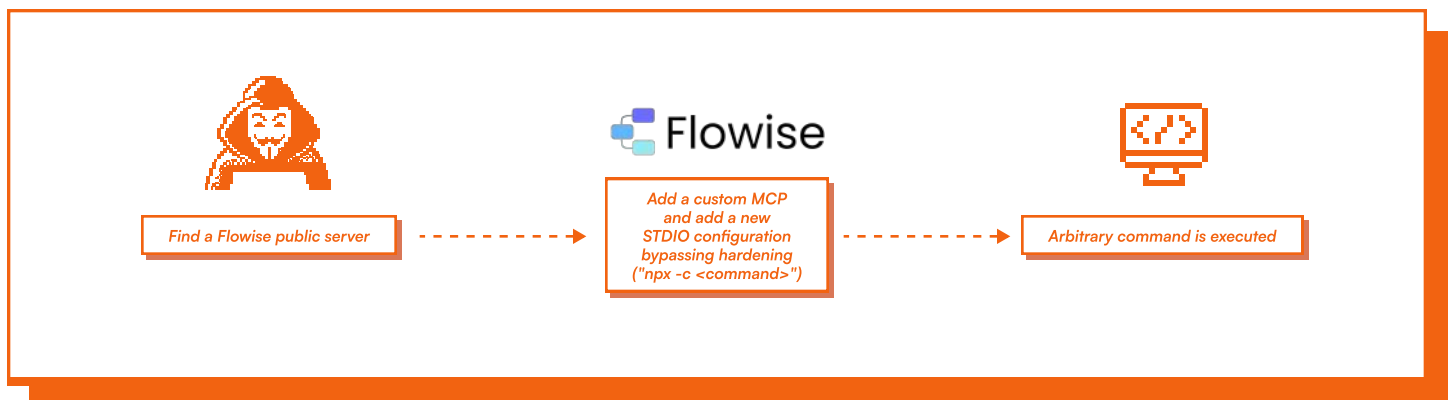 Flowise
Find a Flowise public server
Add a custom MCP
and add a new
STDIO configuration
bypassing hardening
("npx -c <command>")
Arbitrary command is executed